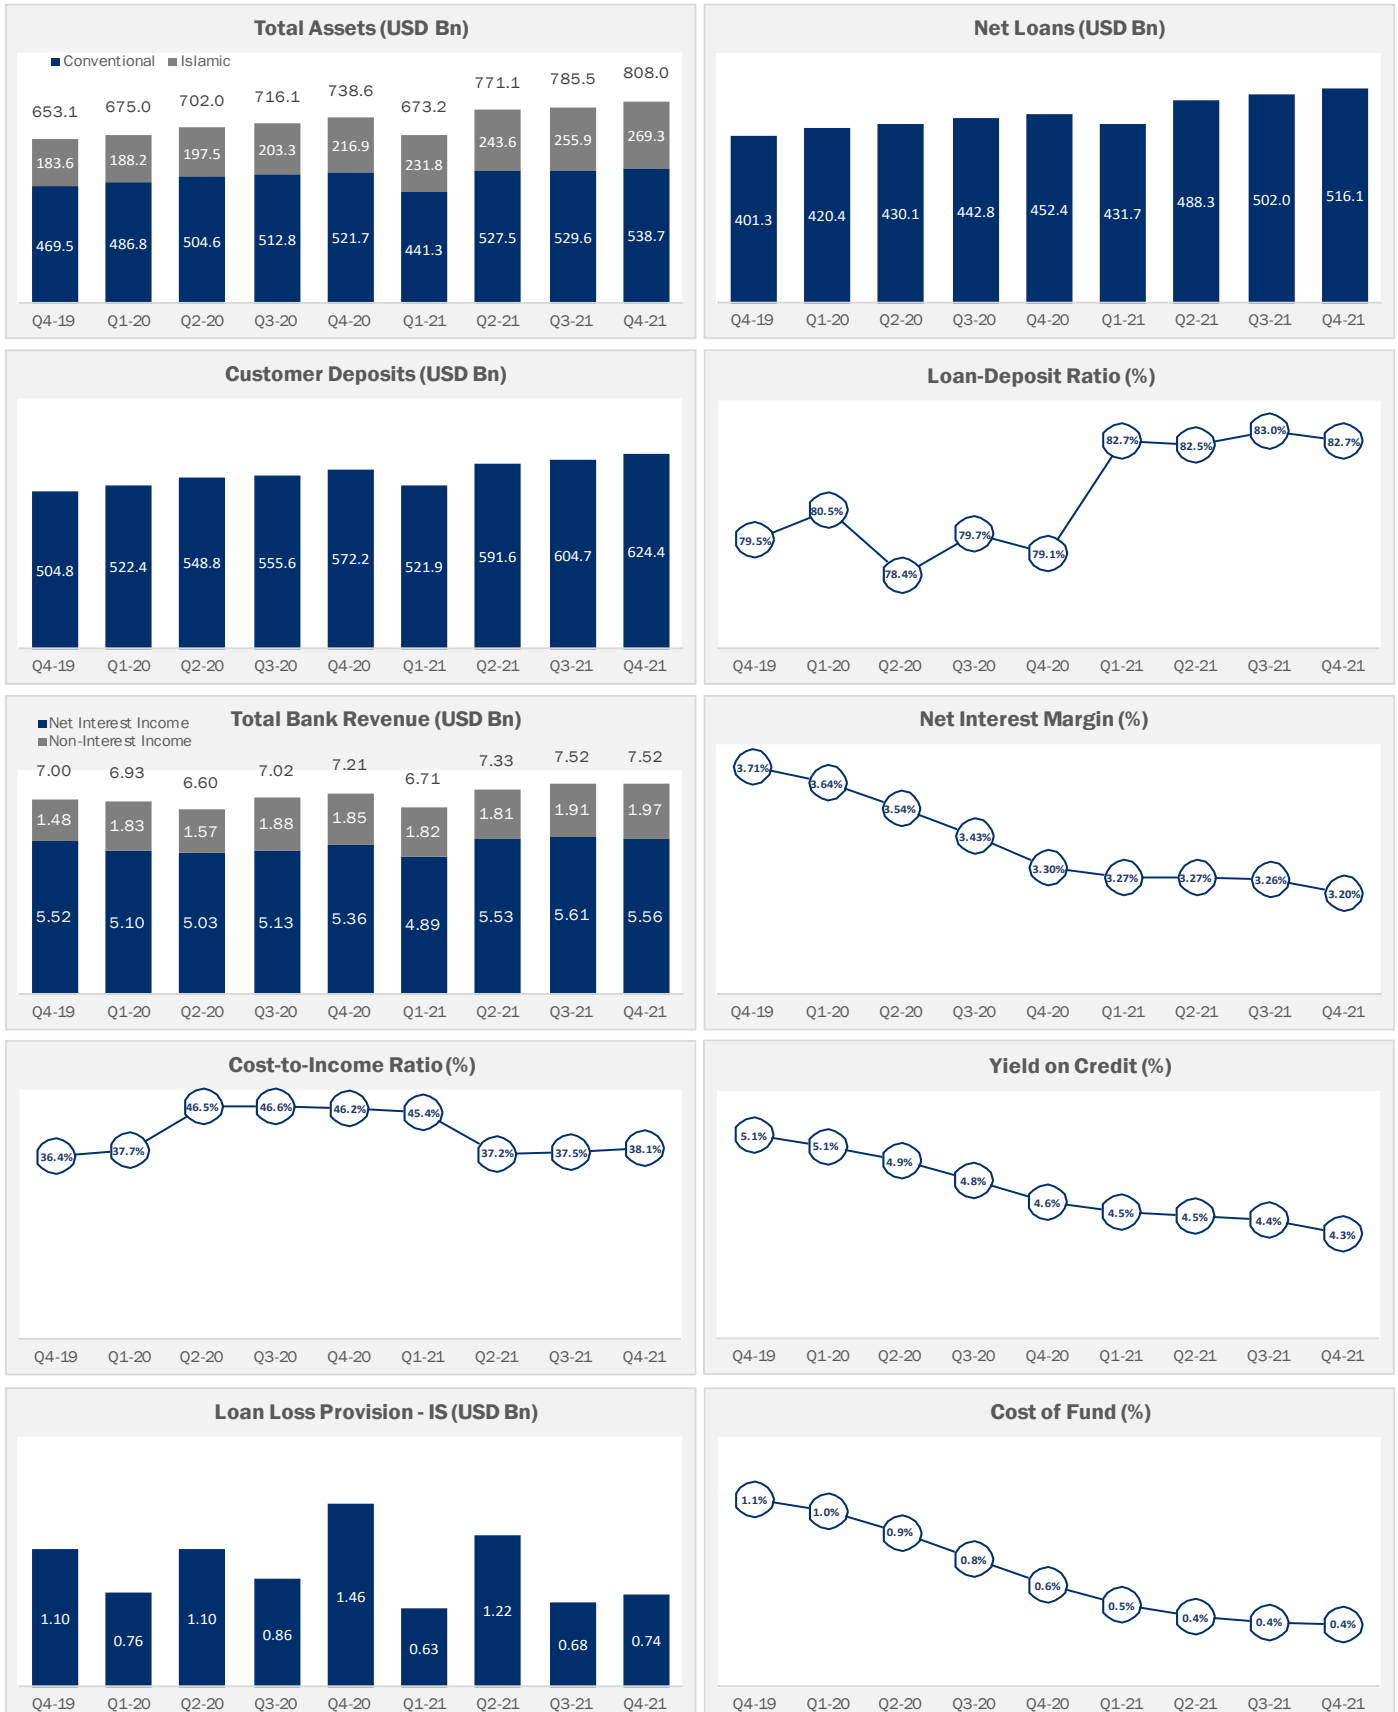 Total Assets (USD Bn)
Conventional Islamic
653.1 675.0 702.0 716.1 738.6 673.2 771.1 785.5 808.0
183.6 188.2 197.5 203.3 216.9 231.8 243.6 255.9 269.3
469.5 486.8 504.6 512.8 521.7 441.3 527.5 529.6 538.7
Q4-19 Q1-20 Q2-20 Q3-20 Q4-20 Q1-21 Q2-21 Q3-21 Q4-21
Net Loans (USD Bn)
401.3 420.4 430.1 442.8 452.4 431.7 488.3 502.0 516.1
Q4-19 Q1-20 Q2-20 Q3-20 Q4-20 Q1-21 Q2-21 Q3-21 Q4-21
Customer Deposits (USD Bn)
504.8 522.4 548.8 555.6 572.2 521.9 591.6 604.7 624.4
Q4-19 Q1-20 Q2-20 Q3-20 Q4-20 Q1-21 Q2-21 Q3-21 Q4-21
Loan-Deposit Ratio (%)
79.5% 80.5% 78.4% 79.7% 79.1% 82.7% 82.5% 83.0% 82.7%
Q4-19 Q1-20 Q2-20 Q3-20 Q4-20 Q1-21 Q2-21 Q3-21 Q4-21
Total Bank Revenue (USD Bn)
Net Interest Income
Non-Interest Income
7.00 6.93 6.60 7.02 7.21 6.71 7.33 7.52 7.52
1.48 1.83 1.57 1.88 1.85 1.82 1.81 1.91 1.97
5.52 5.10 5.03 5.13 5.36 4.89 5.53 5.61 5.56
Q4-19 Q1-20 Q2-20 Q3-20 Q4-20 Q1-21 Q2-21 Q3-21 Q4-21
Net Interest Margin (%)
3.71% 3.64% 3.54% 3.43% 3.30% 3.27% 3.27% 3.26% 3.20%
Q4-19 Q1-20 Q2-20 Q3-20 Q4-20 Q1-21 Q2-21 Q3-21 Q4-21
Cost-to-Income Ratio (%)
36.4% 37.7% 46.5% 46.6% 46.2% 45.4% 37.2% 37.5% 38.1%
Q4-19 Q1-20 Q2-20 Q3-20 Q4-20 Q1-21 Q2-21 Q3-21 Q4-21
Yield on Credit (%)
5.1% 5.1% 4.9% 4.8% 4.6% 4.5% 4.5% 4.4% 4.3%
Q4-19 Q1-20 Q2-20 Q3-20 Q4-20 Q1-21 Q2-21 Q3-21 Q4-21
Loan Loss Provision - IS (USD Bn)
1.10 0.76 1.10 0.86 1.46 0.63 1.22 0.68 0.74
Q4-19 Q1-20 Q2-20 Q3-20 Q4-20 Q1-21 Q2-21 Q3-21 Q4-21
Cost of Fund (%)
1.1% 1.0% 0.9% 0.8% 0.6% 0.5% 0.4% 0.4% 0.4%
Q4-19 Q1-20 Q2-20 Q3-20 Q4-20 Q1-21 Q2-21 Q3-21 Q4-21